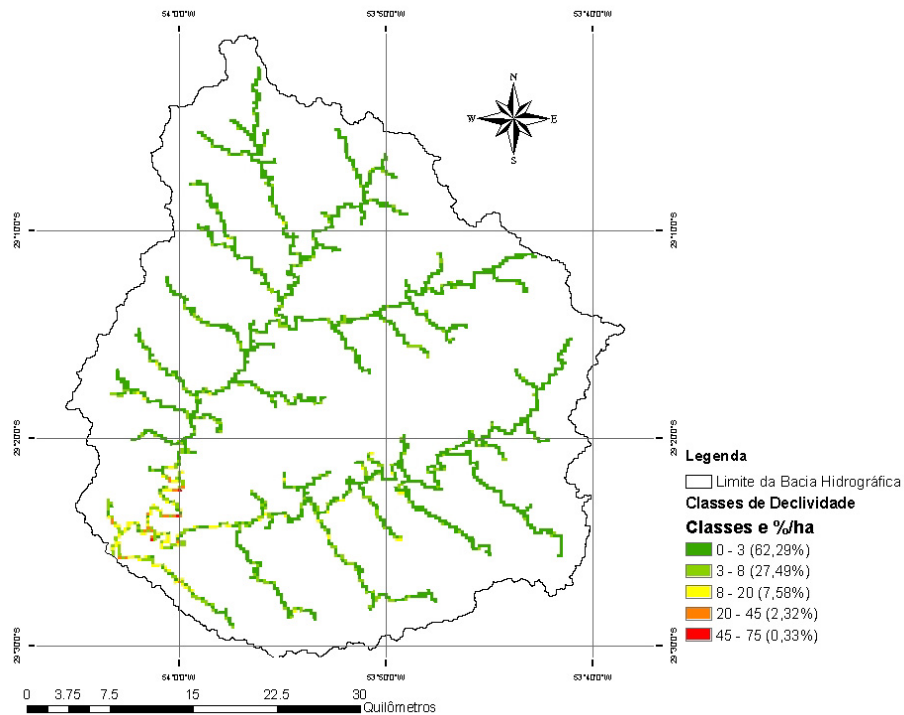 54°0'0"W 53°50'0"W 53°40'0"W
N
W E
S
29°10'0"S 29°10'0"S
29°20'0"S 29°20'0"S
Legenda
Limite da Bacia Hidrográfica
Classes de Declividade
Classes e %/ha
0 - 3 (62,29%)
3 - 8 (27,49%)
8 - 20 (7,58%)
20 - 45 (2,32%)
45 - 75 (0,33%)
29°30'0"S 29°30'0"S
54°0'0"W 53°50'0"W 53°40'0"W
0 3.75 7.5 15 22.5 30
Quilômetros